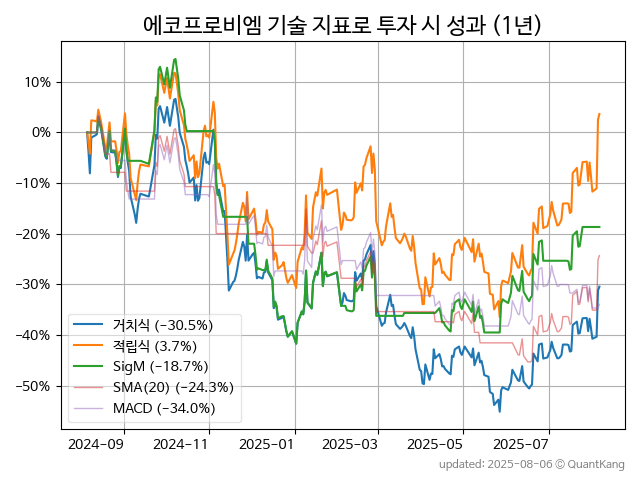 에코프로비엠 기술 지표로 투자 시 성과 (1년)
10%
0%
−10%
−20%
−30%
−40%
−50%
거치식 (−30.5%)
적립식 (3.7%)
SigM (−18.7%)
SMA(20) (−24.3%)
MACD (−34.0%)
2024-09
2024-11
2025-01
2025-03
2025-05
2025-07
updated: 2025-08-06 © QuantKang